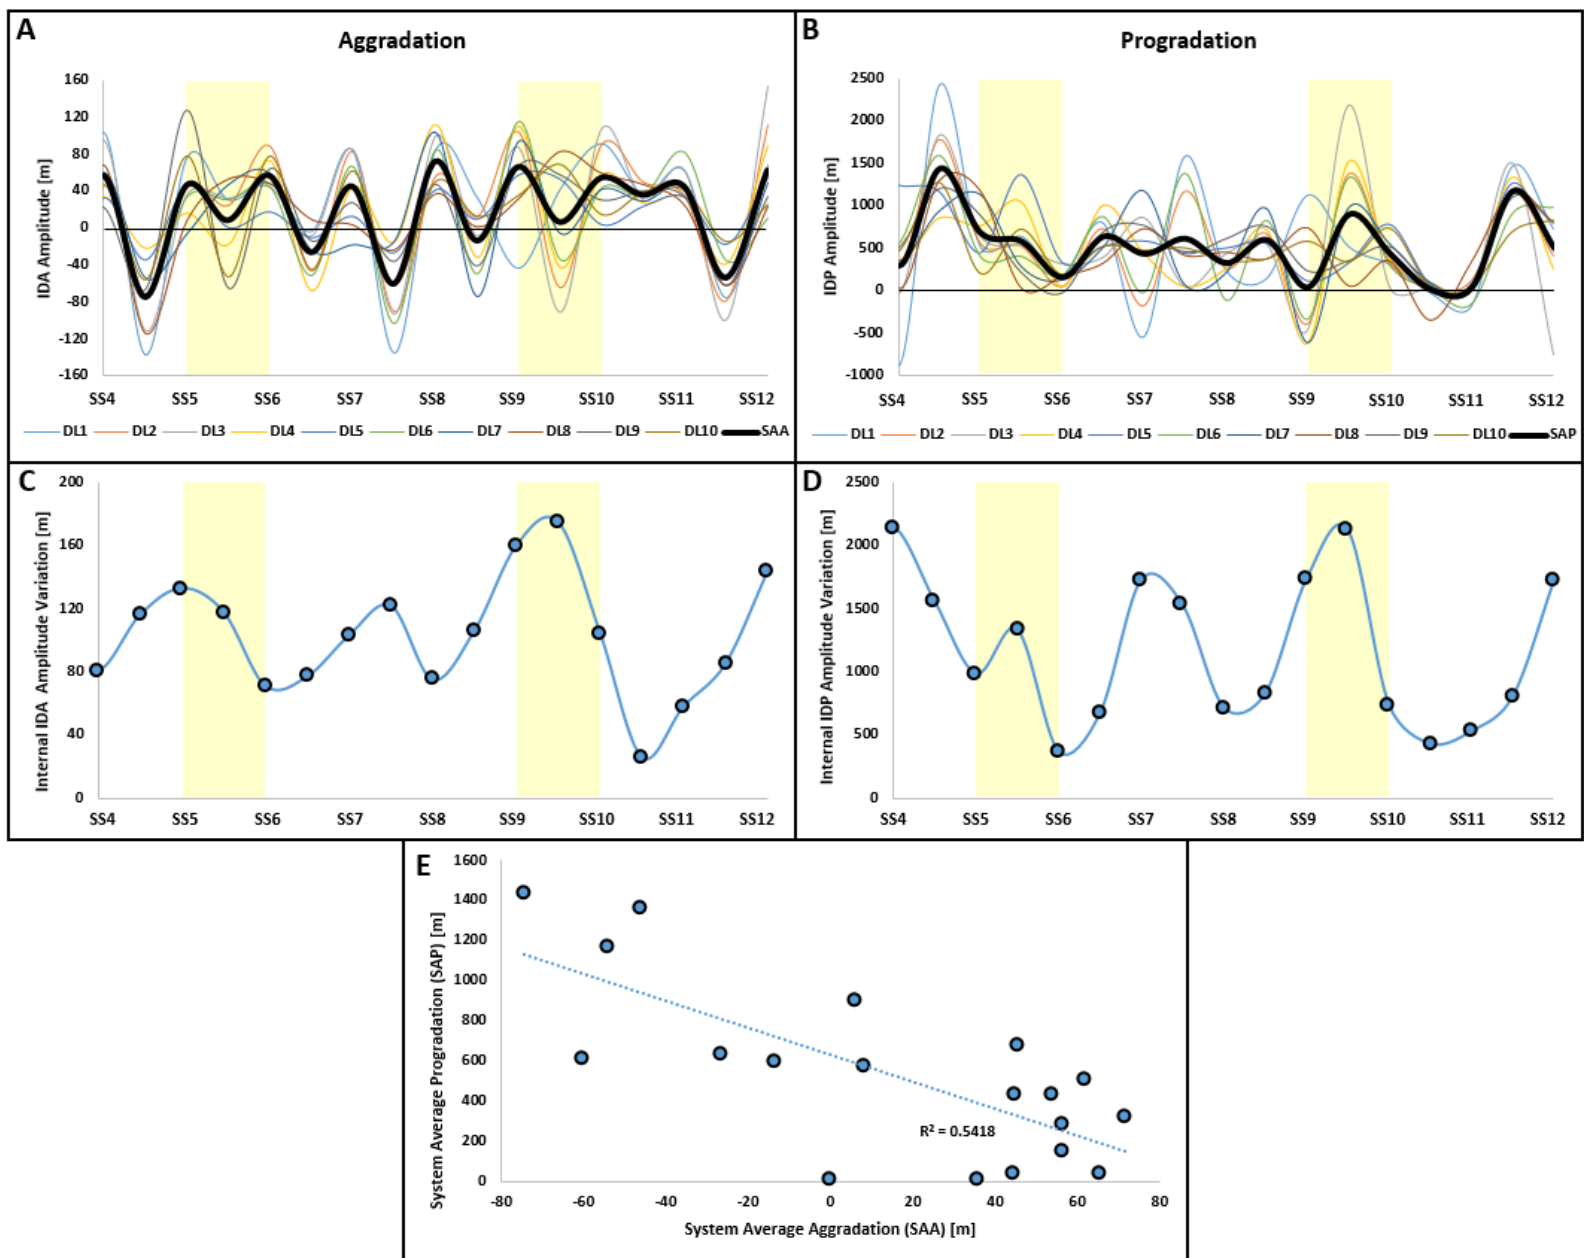 A
Aggradation
IDA Amplitude [m]
160
120
80
40
0
-40
-80
-120
-160
SS4 SS5 SS6 SS7 SS8 SS9 SS10 SS11 SS12
DL1 DL2 DL3 DL4 DL5 DL6 DL7 DL8 DL9 DL10 SAA
B
Progradation
IDP Amplitude [m]
2500
2000
1500
1000
500
0
-500
-1000
SS4 SS5 SS6 SS7 SS8 SS9 SS10 SS11 SS12
DL1 DL2 DL3 DL4 DL5 DL6 DL7 DL8 DL9 DL10 SAP
C
Internal IDA Amplitude Variation [m]
200
160
120
80
40
0
SS4 SS5 SS6 SS7 SS8 SS9 SS10 SS11 SS12
D
Internal IDP Amplitude Variation [m]
2500
2000
1500
1000
500
0
SS4 SS5 SS6 SS7 SS8 SS9 SS10 SS11 SS12
E
System Average Progradation (SAP) [m]
1600
1400
1200
1000
800
600
400
200
0
R² = 0.5418
-80 -60 -40 -20 0 20 40 60 80
System Average Aggradation (SAA) [m]